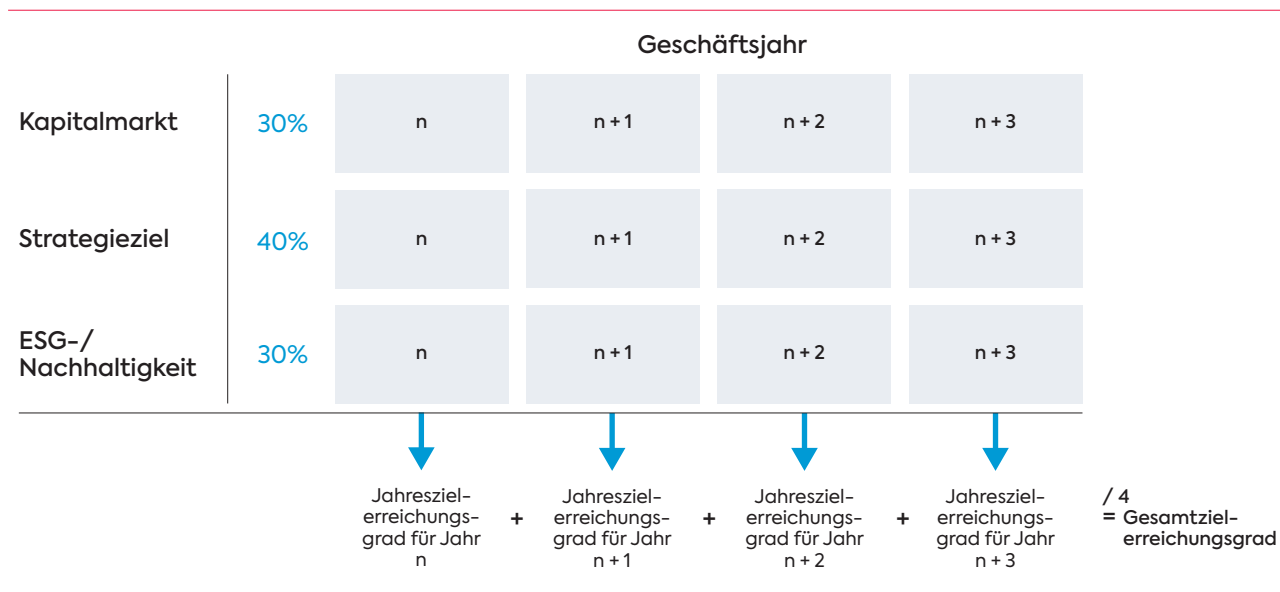 Geschäftsjahr
Kapitalmarkt 30% n n + 1 n + 2 n + 3
Strategieziel 40% n n + 1 n + 2 n + 3
ESG-/
Nachhaltigkeit 30% n n + 1 n + 2 n + 3
Jahresziel-
erreichungs-
grad für Jahr
n
+
Jahresziel-
erreichungs-
grad für Jahr
n + 1
+
Jahresziel-
erreichungs-
grad für Jahr
n + 2
+
Jahresziel-
erreichungs-
grad für Jahr
n + 3
/ 4
= Gesamtziel-
erreichungsgrad